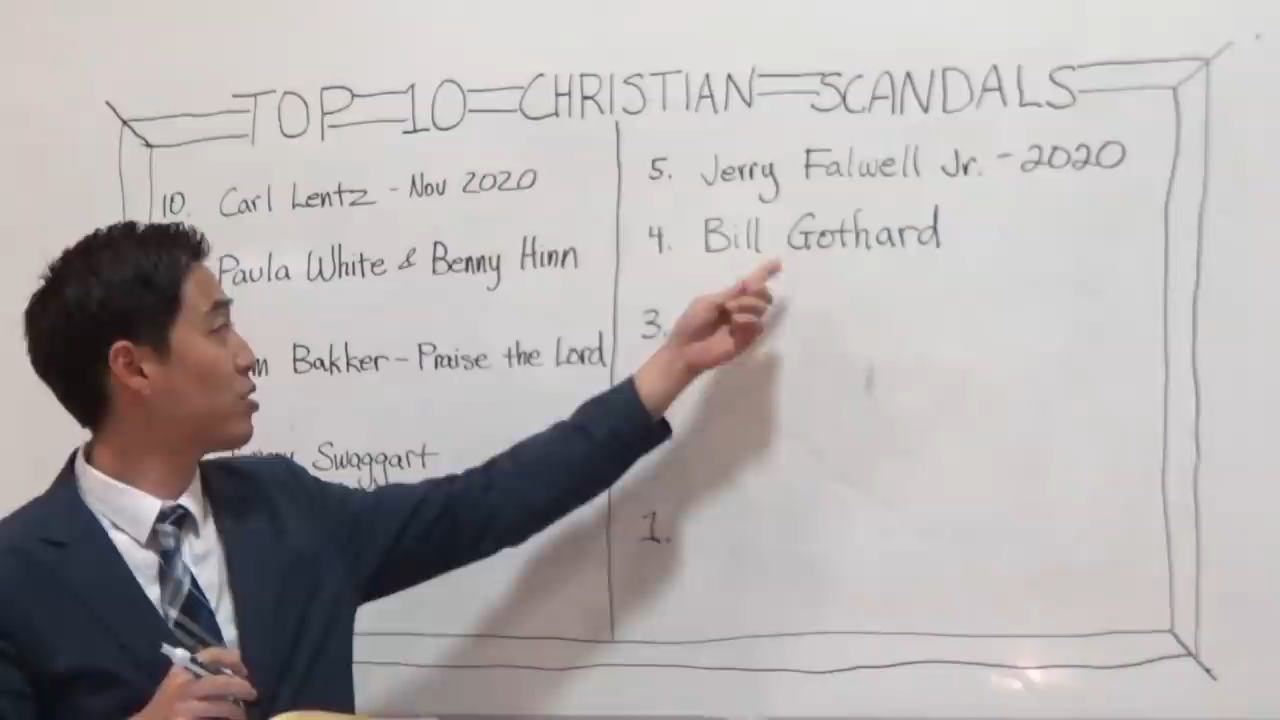 TOP 10 CHRISTIAN SCANDALS
10. Carl Lentz - Nov 2020
Paula White & Benny Hinn
Bakker - Praise the Lord
Swaggart
5. Jerry Falwell Jr. - 2020
4. Bill Gothard
3.
1.